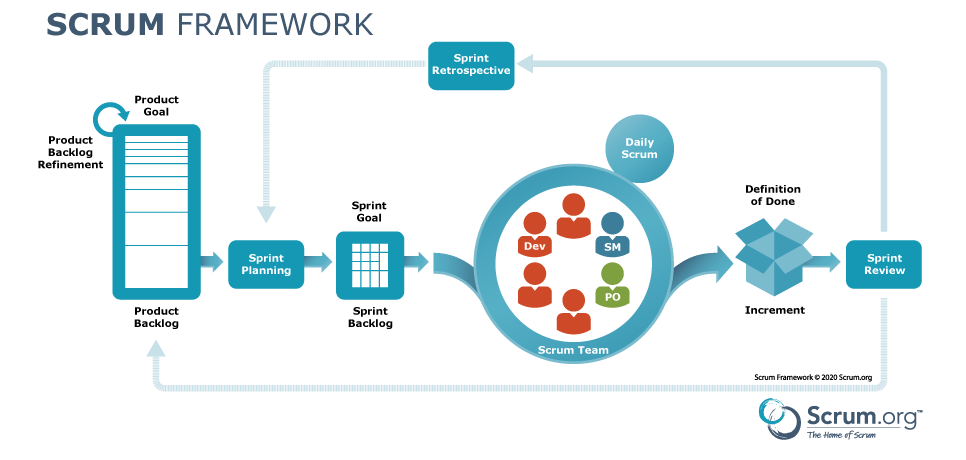 SCRUM FRAMEWORK
Sprint
Retrospective
Product
Goal
Product
Backlog
Refinement
Daily
Scrum
Definition
of Done
Sprint
Goal
Dev
SM
Sprint
Planning
Sprint
Review
PO
Product
Backlog
Sprint
Backlog
Increment
Scrum Team
Scrum Framework © 2020 Scrum.org
Scrum.org™
The Home of Scrum